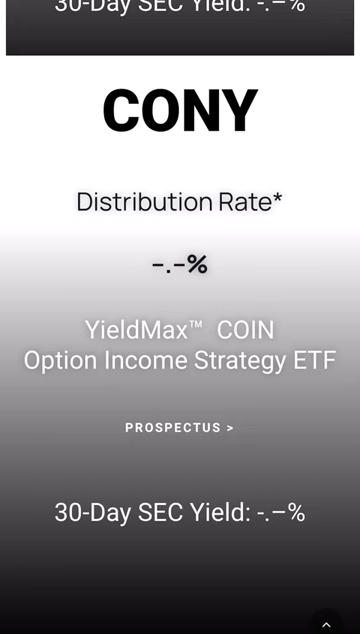 30-Day SEC Yield: -.–%
CONY
Distribution Rate*
–.–%
YieldMax™ COIN
Option Income Strategy ETF
PROSPECTUS >
30-Day SEC Yield: -.–%